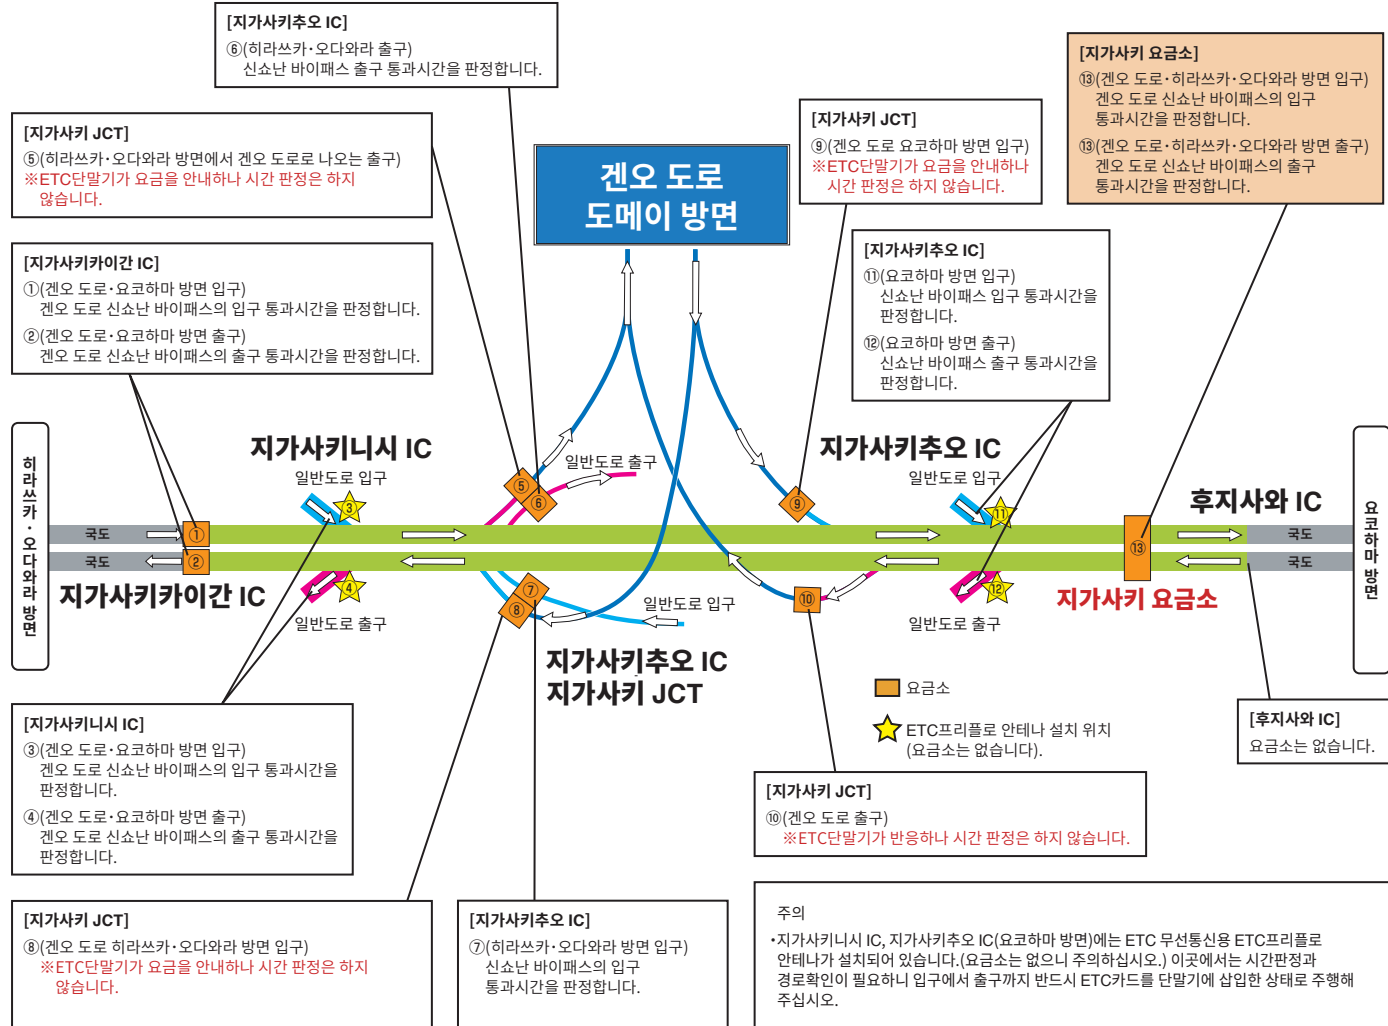 [지가사키추오 IC]
⑥(히라쓰카·오다와라 출구)
신쇼난 바이패스 출구 통과시간을 판정합니다.
[지가사키 JCT]
⑤(히라쓰카·오다와라 방면에서 겐오 도로로 나오는 출구)
※ETC단말기가 요금을 안내하나 시간 판정은 하지
않습니다.
[지가사키카이간 IC]
①(겐오 도로·요코하마 방면 입구)
겐오 도로 신쇼난 바이패스의 입구 통과시간을 판정합니다.
②(겐오 도로·요코하마 방면 출구)
겐오 도로 신쇼난 바이패스의 출구 통과시간을 판정합니다.
겐오 도로
도메이 방면
[지가사키 JCT]
⑨(겐오 도로 요코하마 방면 입구)
※ETC단말기가 요금을 안내하나
시간 판정은 하지 않습니다.
[지가사키 요금소]
⑬(겐오 도로·히라쓰카·오다와라 방면 입구)
겐오 도로 신쇼난 바이패스의 입구
통과시간을 판정합니다.
⑬(겐오 도로·히라쓰카·오다와라 방면 출구)
겐오 도로 신쇼난 바이패스의 출구
통과시간을 판정합니다.
[지가사키추오 IC]
⑪(요코하마 방면 입구)
신쇼난 바이패스 입구 통과시간을
판정합니다.
⑫(요코하마 방면 출구)
신쇼난 바이패스 출구 통과시간을
판정합니다.
히라쓰카·오다와라 방면
지가사키니시 IC
일반도로 입구
③
⑤
⑥
일반도로 출구
⑨
지가사키추오 IC
일반도로 입구
⑪
후지사와 IC
요코하마 방면
국도
①
국도
국도
②
국도
⑬
지가사키카이간 IC
④
일반도로 출구
⑦
⑧
일반도로 입구
⑩
⑫
일반도로 출구
지가사키 요금소
지가사키추오 IC
지가사키 JCT
요금소
ETC프리플로 안테나 설치 위치
(요금소는 없습니다).
[후지사와 IC]
요금소는 없습니다.
[지가사키니시 IC]
③(겐오 도로·요코하마 방면 입구)
겐오 도로 신쇼난 바이패스의 입구 통과시간을
판정합니다.
④(겐오 도로·요코하마 방면 출구)
겐오 도로 신쇼난 바이패스의 출구 통과시간을
판정합니다.
[지가사키 JCT]
⑩(겐오 도로 출구)
※ETC단말기가 반응하나 시간 판정은 하지 않습니다.
[지가사키 JCT]
⑧(겐오 도로 히라쓰카·오다와라 방면 입구)
※ETC단말기가 요금을 안내하나 시간 판정은 하지
않습니다.
[지가사키추오 IC]
⑦(히라쓰카·오다와라 방면 입구)
신쇼난 바이패스의 입구
통과시간을 판정합니다.
주의
•지가사키니시 IC, 지가사키추오 IC(요코하마 방면)에는 ETC 무선통신용 ETC프리플로
안테나가 설치되어 있습니다.(요금소는 없으니 주의하십시오.) 이곳에서는 시간판정과
경로확인이 필요하니 입구에서 출구까지 반드시 ETC카드를 단말기에 삽입한 상태로 주행해
주십시오.